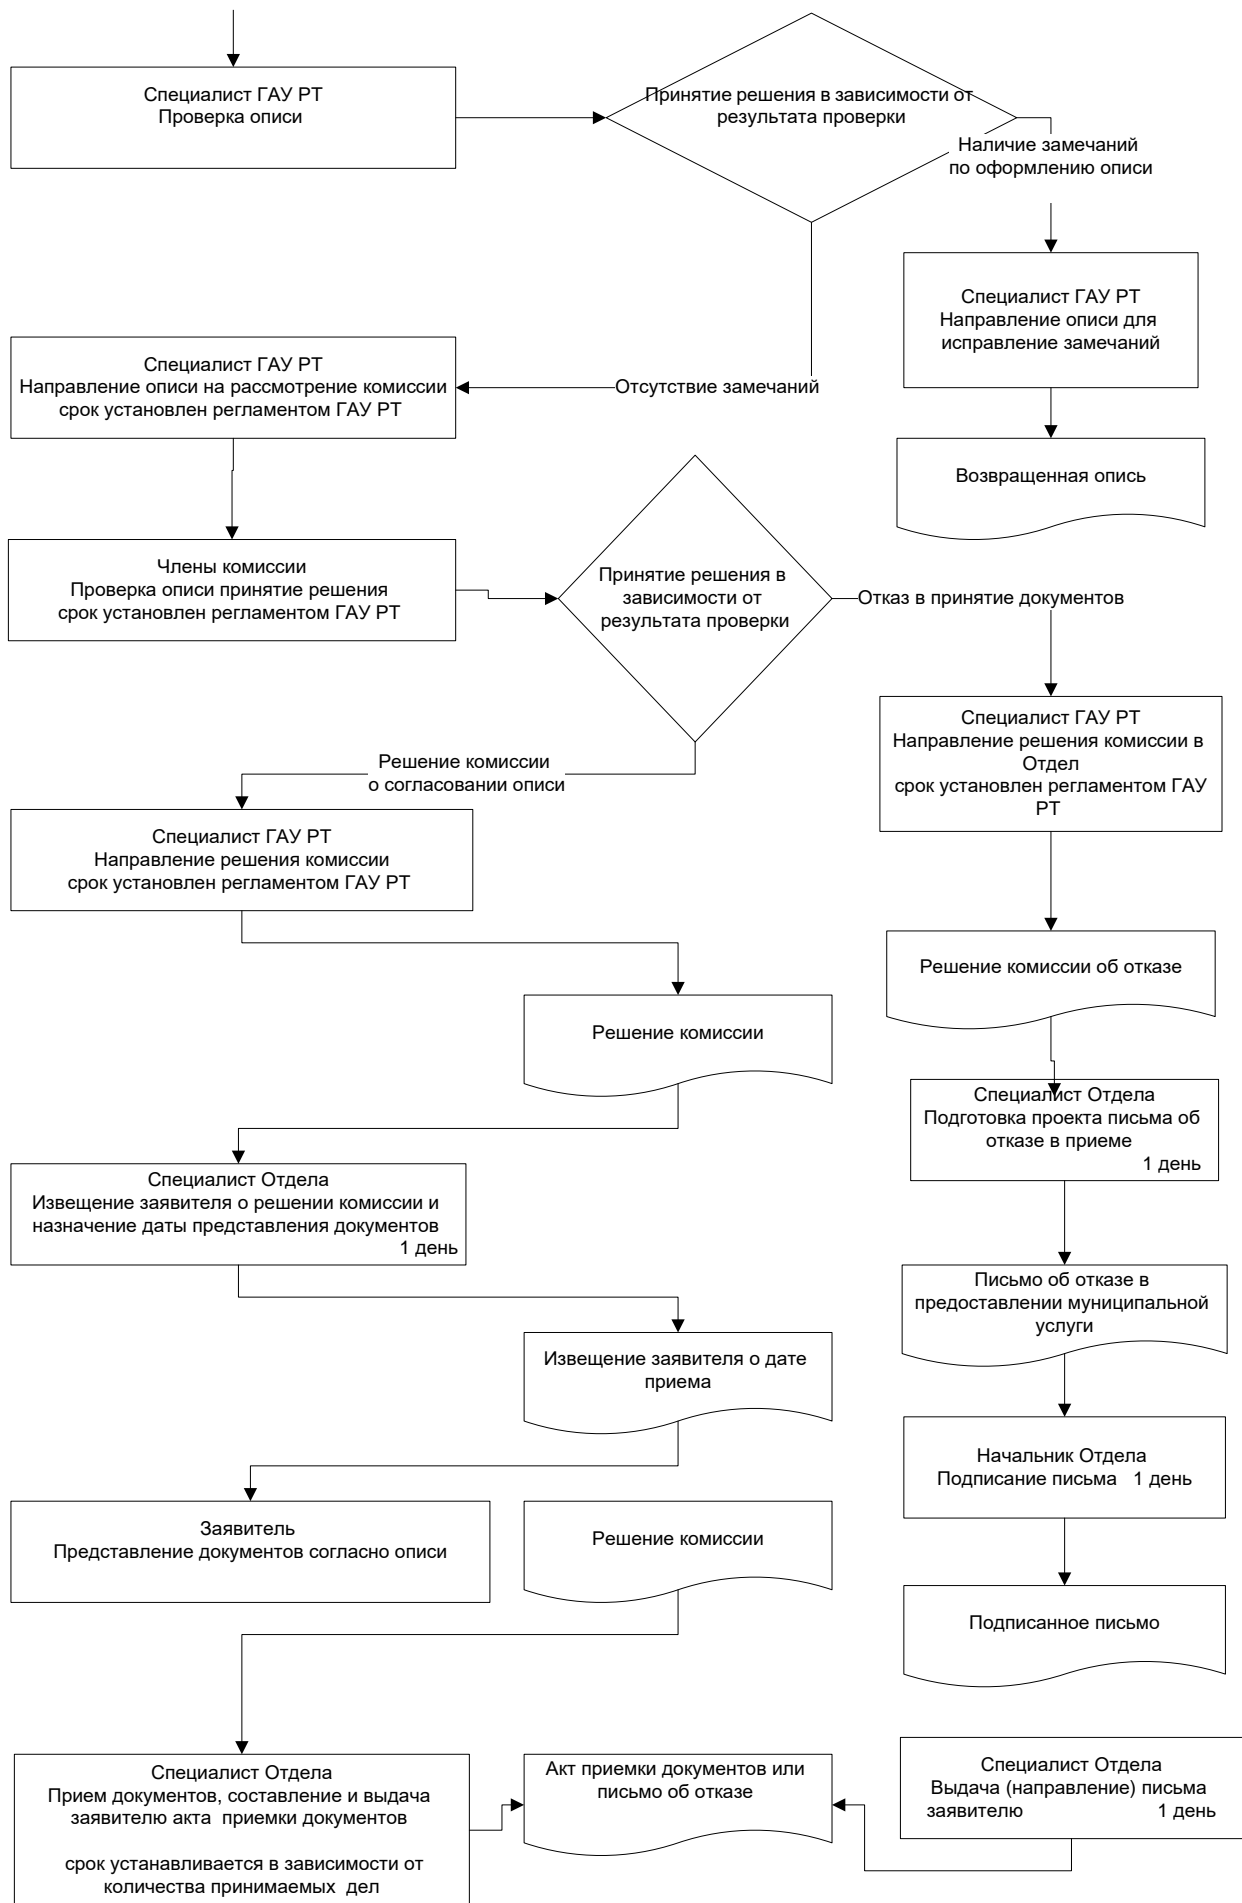 Специалист ГАУ РТ
Проверка описи
Принятие решения в зависимости от
результата проверки
Наличие замечаний
по оформлению описи
Специалист ГАУ РТ
Направление описи для
исправление замечаний
Специалист ГАУ РТ
Направление описи на рассмотрение комиссии
срок установлен регламентом ГАУ РТ
Отсутствие замечаний
Возвращенная опись
Члены комиссии
Проверка описи принятие решения
срок установлен регламентом ГАУ РТ
Принятие решения в
зависимости от
результата проверки
Отказ в принятие документов
Специалист ГАУ РТ
Направление решения комиссии в
Отдел
срок установлен регламентом ГАУ
РТ
Решение комиссии
о согласовании описи
Специалист ГАУ РТ
Направление решения комиссии
срок установлен регламентом ГАУ РТ
Решение комиссии об отказе
Решение комиссии
Специалист Отдела
Подготовка проекта письма об
отказе в приеме
1 день
Специалист Отдела
Извещение заявителя о решении комиссии и
назначение даты представления документов
1 день
Письмо об отказе в
предоставлении муниципальной
услуги
Извещение заявителя о дате
приема
Начальник Отдела
Подписание письма 1 день
Заявитель
Представление документов согласно описи
Решение комиссии
Подписанное письмо
Специалист Отдела
Прием документов, составление и выдача
заявителю акта приемки документов
срок устанавливается в зависимости от
количества принимаемых дел
Акт приемки документов или
письмо об отказе
Специалист Отдела
Выдача (направление) письма
заявителю 1 день